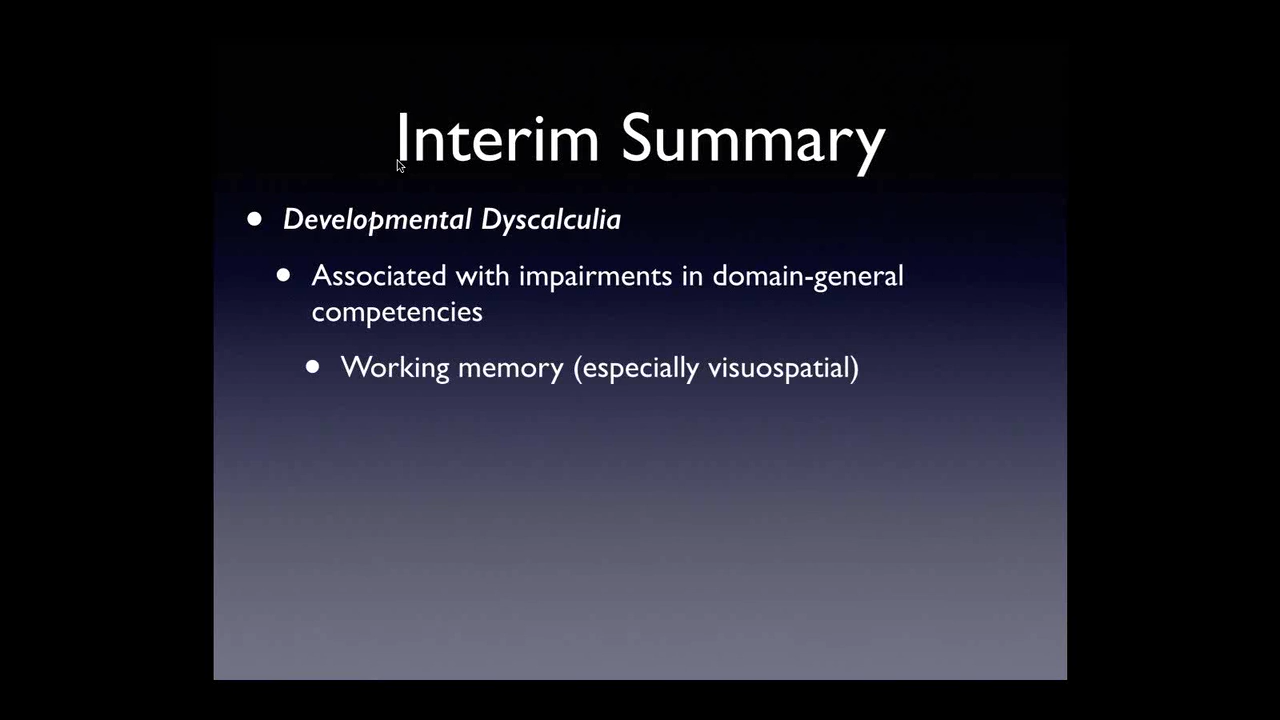 Interim Summary
• Developmental Dyscalculia
• Associated with impairments in domain-general
competencies
• Working memory (especially visuospatial)